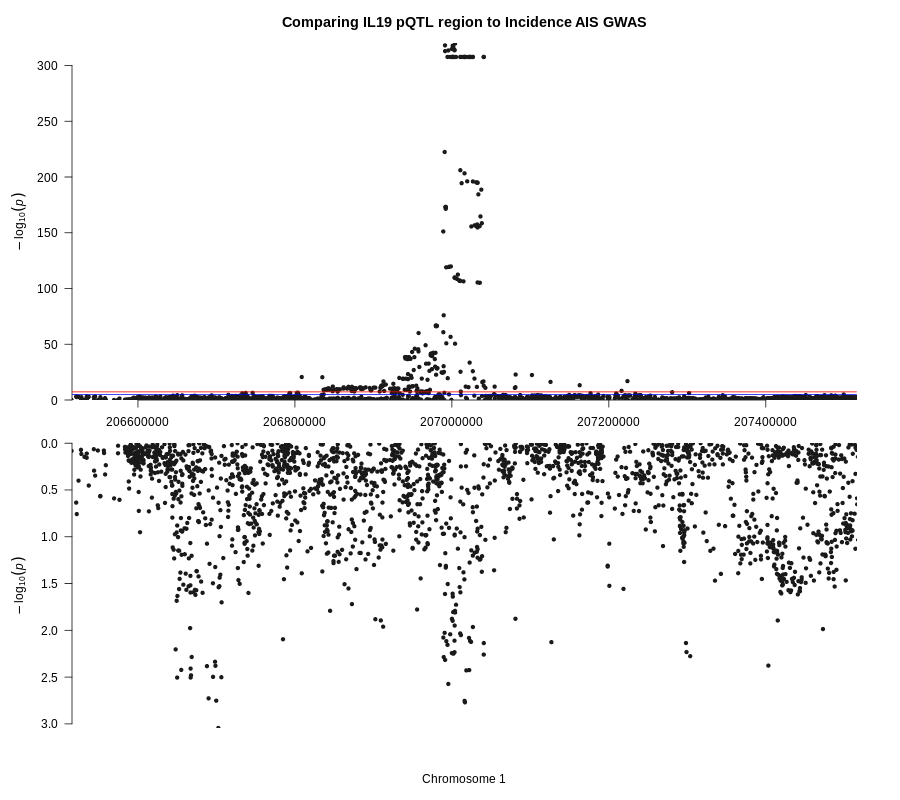 Comparing IL19 pQTL region to Incidence AIS GWAS
300
250
200
150
100
50
0
− log10(p)
206600000 206800000 207000000 207200000 207400000
0.0
0.5
1.0
1.5
2.0
2.5
3.0
− log10(p)
Chromosome 1